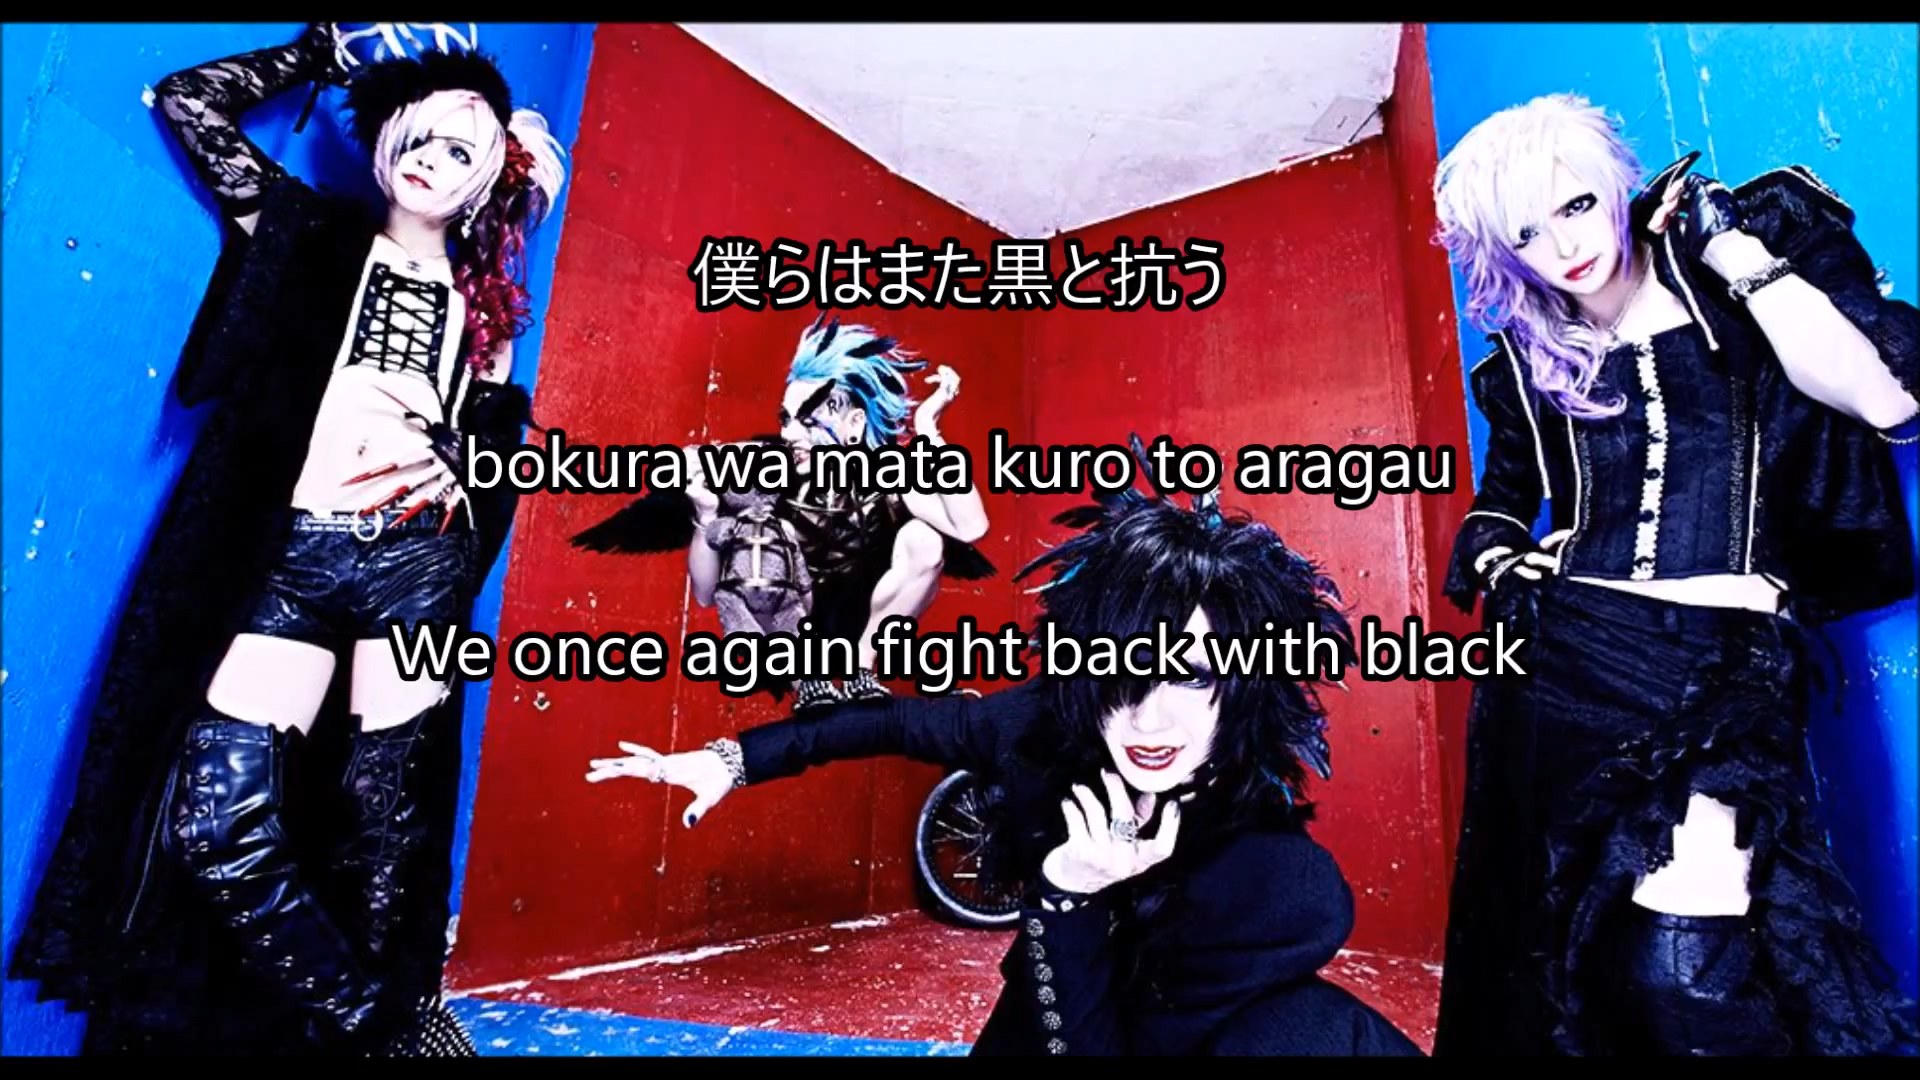 僕らはまた黒と抗う
bokura wa mata kuro to aragau
We once again fight back with black